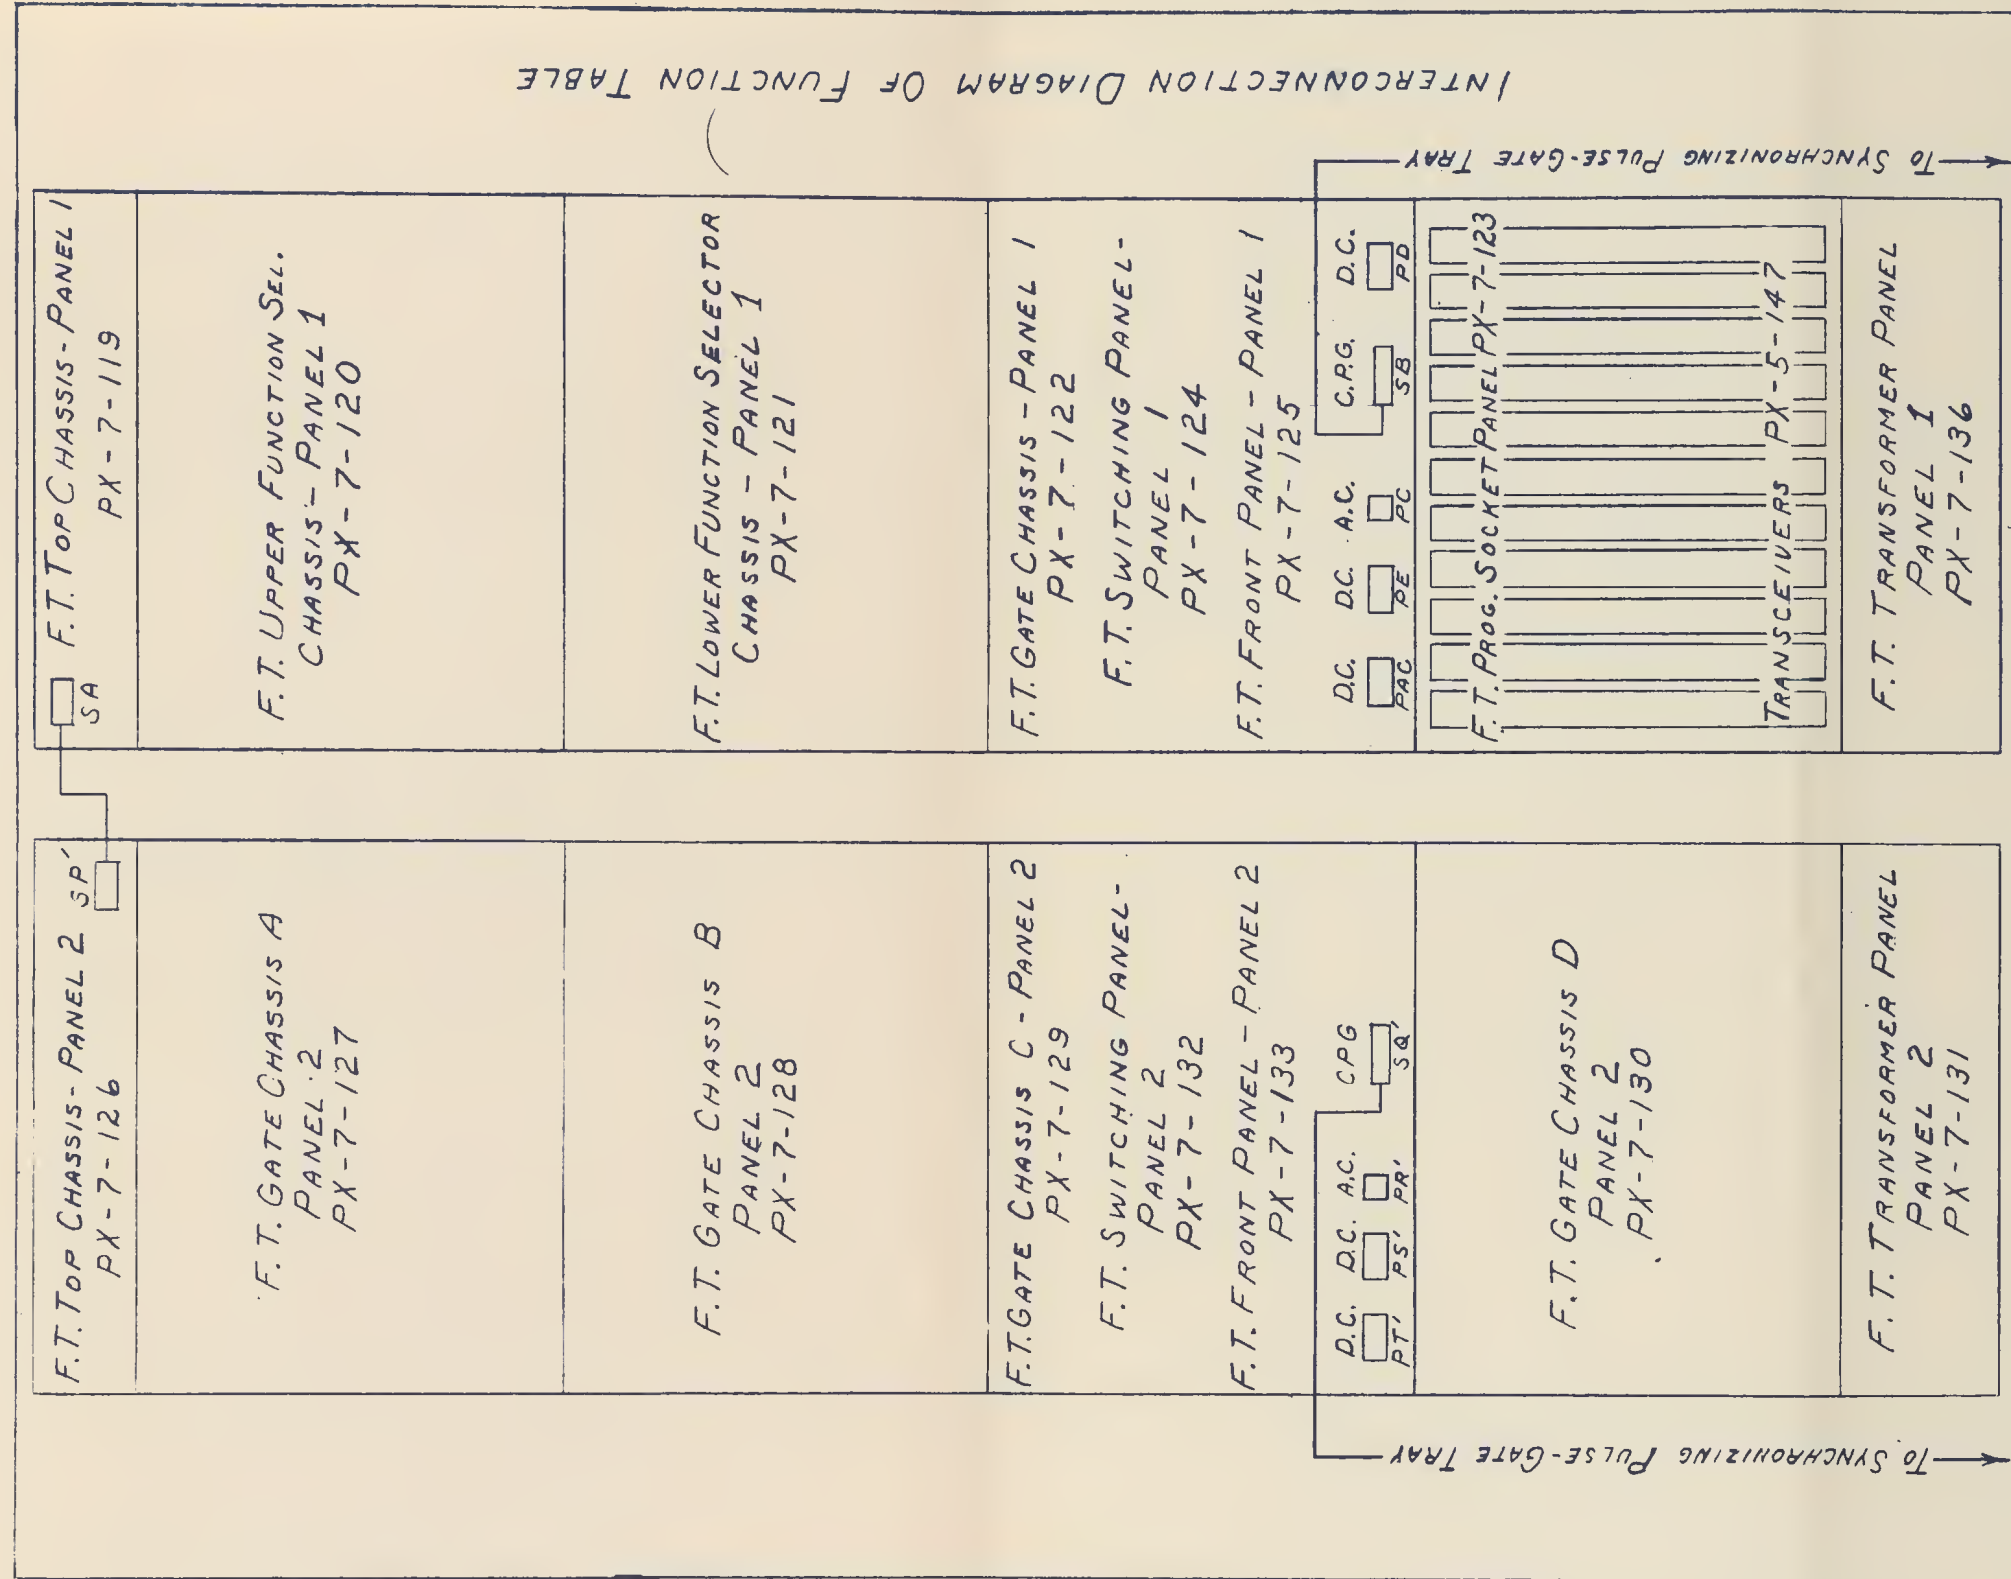 INTERCONNECTION DIAGRAM OF FUNCTION TABLE
F.T. TOP CHASSIS - PANEL 2
PX-7-126
SP'
F.T. GATE CHASSIS A
PANEL 2
PX-7-127
F.T. GATE CHASSIS B
PANEL 2
PX-7-128
F.T. GATE CHASSIS C - PANEL 2
PX-7-129
F.T. SWITCHING PANEL-
PANEL 2
PX-7-132
F.T. FRONT PANEL - PANEL 2
PX-7-133
D.C. D.C. A.C. CPG
PT' PS' PR' SQ'
F.T. GATE CHASSIS D
PANEL 2
PX-7-130
F.T. TRANSFORMER PANEL
PANEL 2
PX-7-131
TO SYNCHRONIZING PULSE-GATE TRAY
SA
F.T. TOP CHASSIS - PANEL 1
PX-7-119
F.T. UPPER FUNCTION SEL.
CHASSIS - PANEL 1
PX-7-120
F.T. LOWER FUNCTION SELECTOR
CHASSIS - PANEL 1
PX-7-121
F.T. GATE CHASSIS - PANEL 1
PX-7-122
F.T. SWITCHING PANEL-
PANEL 1
PX-7-124
F.T. FRONT PANEL - PANEL 1
PX-7-125
D.C. D.C. A.C. C.P.G. D.C.
PAC PE PC SB PD
F.T. PROG. SOCKET PANEL PX-7-123
TRANSCEIVERS PX-5-147
F.T. TRANSFORMER PANEL
PANEL 1
PX-7-136
TO SYNCHRONIZING PULSE-GATE TRAY